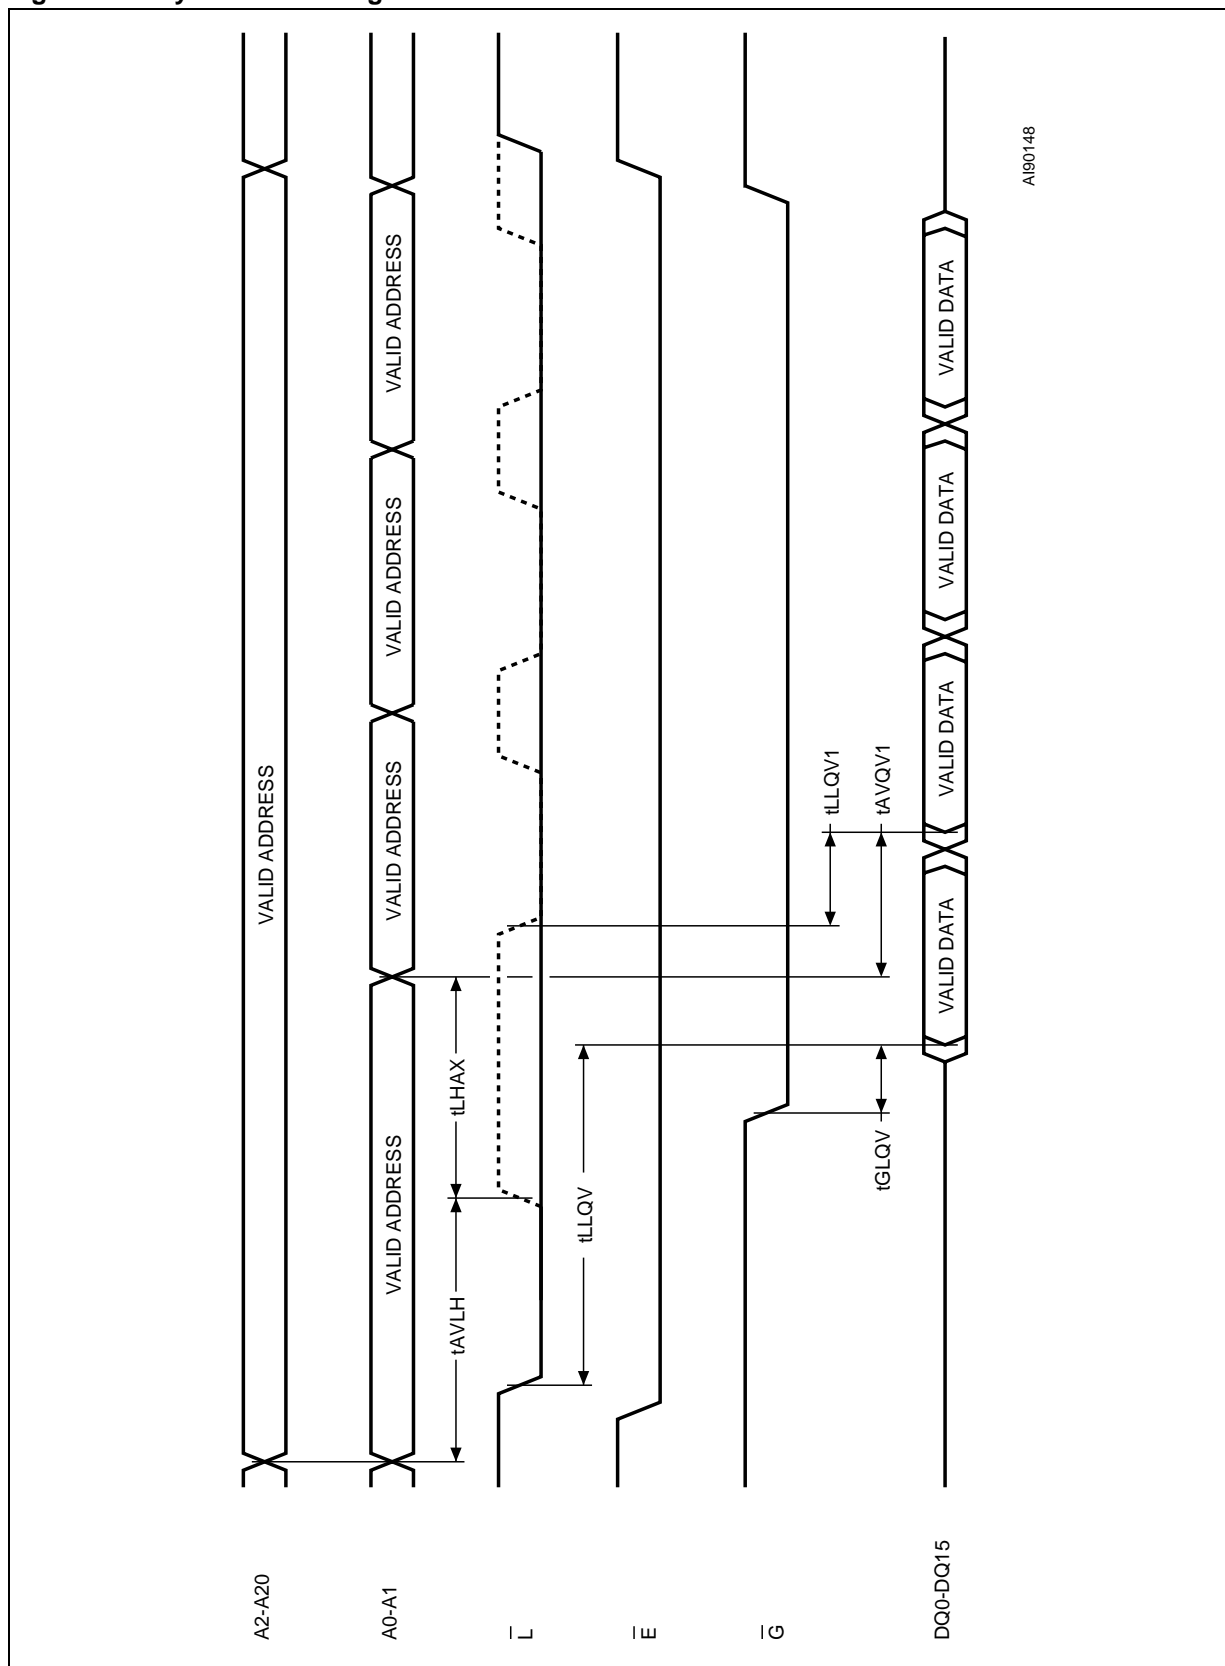 A2-A20
VALID ADDRESS
A0-A1
VALID ADDRESS
VALID ADDRESS
VALID ADDRESS
VALID ADDRESS
tAVLH
tLHAX
L
tLLQV
E
G
tLLQV1
tGLQV
tAVQV1
DQ0-DQ15
VALID DATA
VALID DATA
VALID DATA
VALID DATA
AI90148